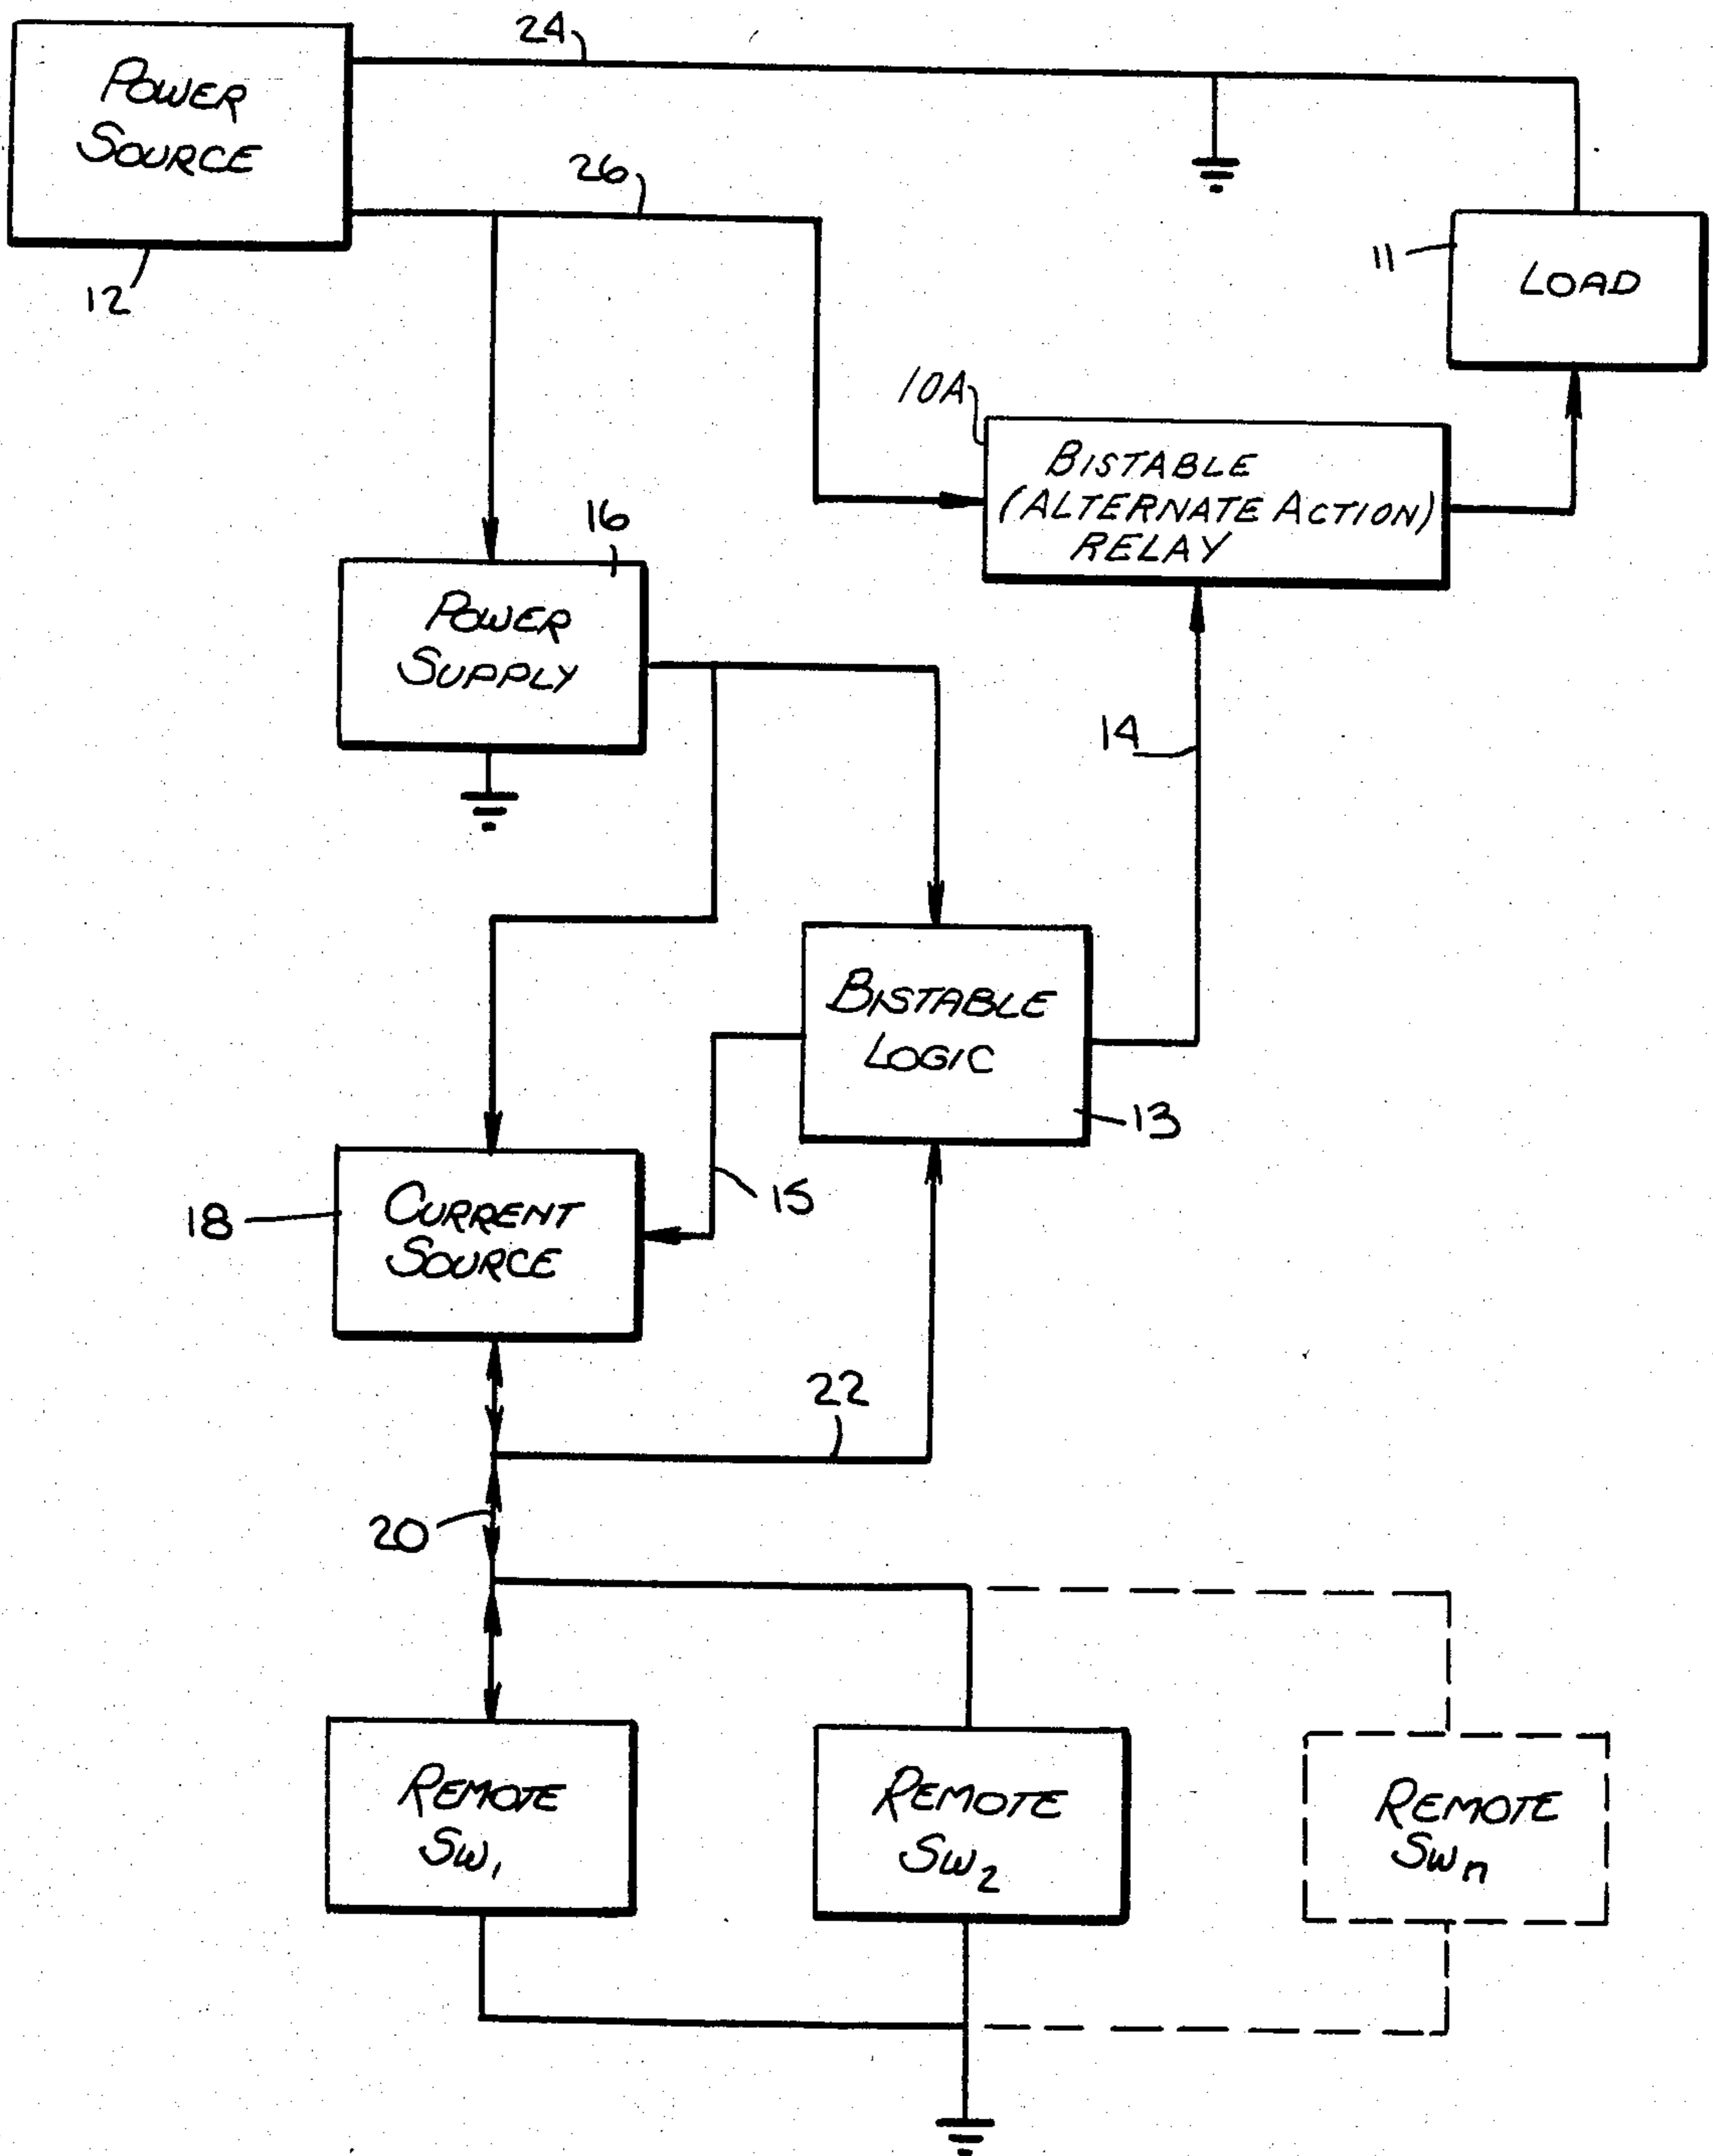 24
POWER
SOURCE
26
12
11
LOAD
10A
BISTABLE
(ALTERNATE ACTION)
RELAY
16
POWER
SUPPLY
14
BISTABLE
LOGIC
13
15
18
CURRENT
SOURCE
22
20
REMOTE
SW1
REMOTE
SW2
REMOTE
SWn